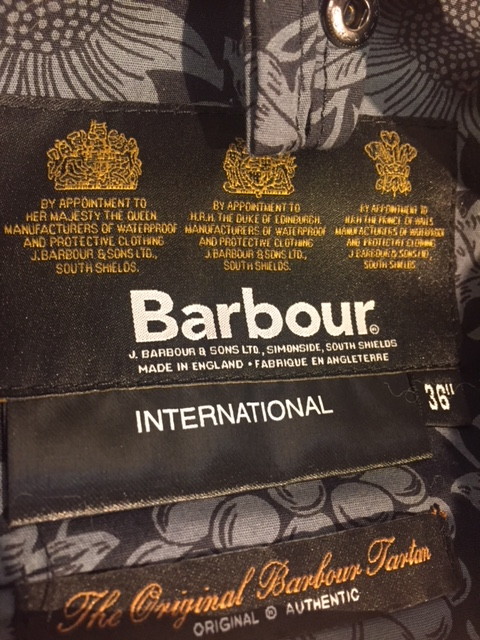 BY APPOINTMENT TO
HER MAJESTY THE QUEEN
MANUFACTURERS OF WATERPROOF
AND PROTECTIVE CLOTHING
J. BARBOUR & SONS LTD.,
SOUTH SHIELDS.
BY APPOINTMENT TO
H.R.H. THE DUKE OF EDINBURGH.
MANUFACTURERS OF WATERPROOF
AND PROTECTIVE CLOTHING
J. BARBOUR & SONS LTD.,
SOUTH SHIELDS.
BY APPOINTMENT TO
H.R.H THE PRINCE OF WALES
MANUFACTURERS OF WATERPROOF
AND PROTECTIVE CLOTHING
J. BARBOUR & SONS LTD,
SOUTH SHIELDS
Barbour®
J. BARBOUR & SONS LTD., SIMONSIDE, SOUTH SHIELDS
MADE IN ENGLAND • FABRIQUE EN ANGLETERRE
INTERNATIONAL
36"
The Original Barbour Tartan
ORIGINAL ® AUTHENTIC